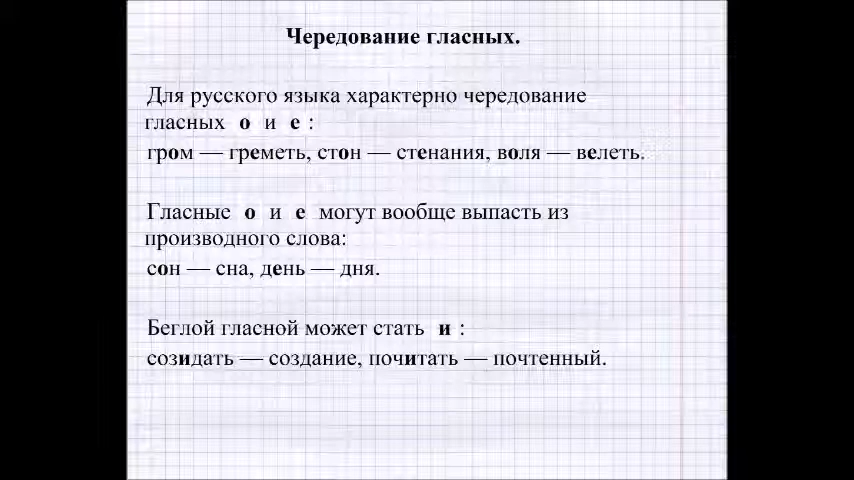 Чередование гласных.
Для русского языка характерно чередование
гласных о и е :
гром — греметь, стон — стенания, воля — велеть.
Гласные о и е могут вообще выпасть из
производного слова:
сон — сна, день — дня.
Беглой гласной может стать и :
созидать — создание, почитать — почтенный.